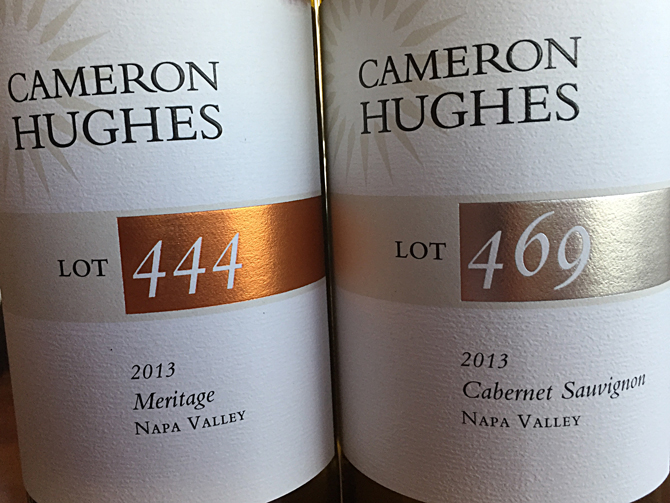 CAMERON
HUGHES
LOT 444
2013
Meritage
NAPA VALLEY
CAMERON
HUGHES
LOT 469
2013
Cabernet Sauvignon
NAPA VALLEY